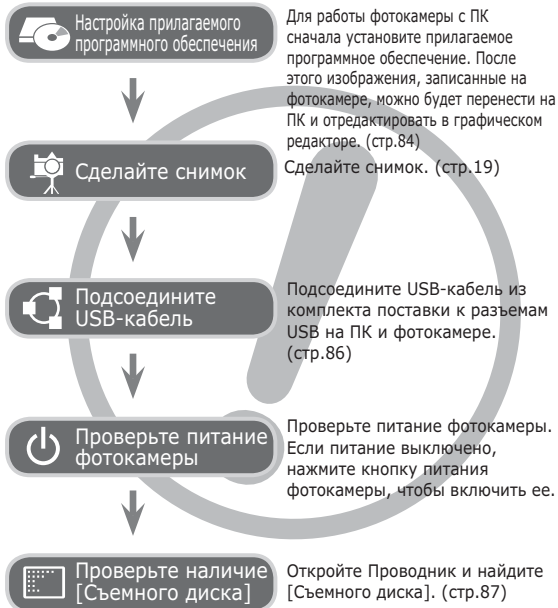 Настройка прилагаемого
программного обеспечения
Для работы фотокамеры с ПК
сначала установите прилагаемое
программное обеспечение. После
этого изображения, записанные на
фотокамере, можно будет перенести на
ПК и отредактировать в графическом
редакторе. (стр.84)
Сделайте снимок
Сделайте снимок. (стр.19)
Подсоедините
USB-кабель
Подсоедините USB-кабель из
комплекта поставки к разъемам
USB на ПК и фотокамере.
(стр.86)
Проверьте питание
фотокамеры
Проверьте питание фотокамеры.
Если питание выключено,
нажмите кнопку питания
фотокамеры, чтобы включить ее.
Проверьте наличие
[Съемного диска]
Откройте Проводник и найдите
[Съемного диска]. (стр.87)